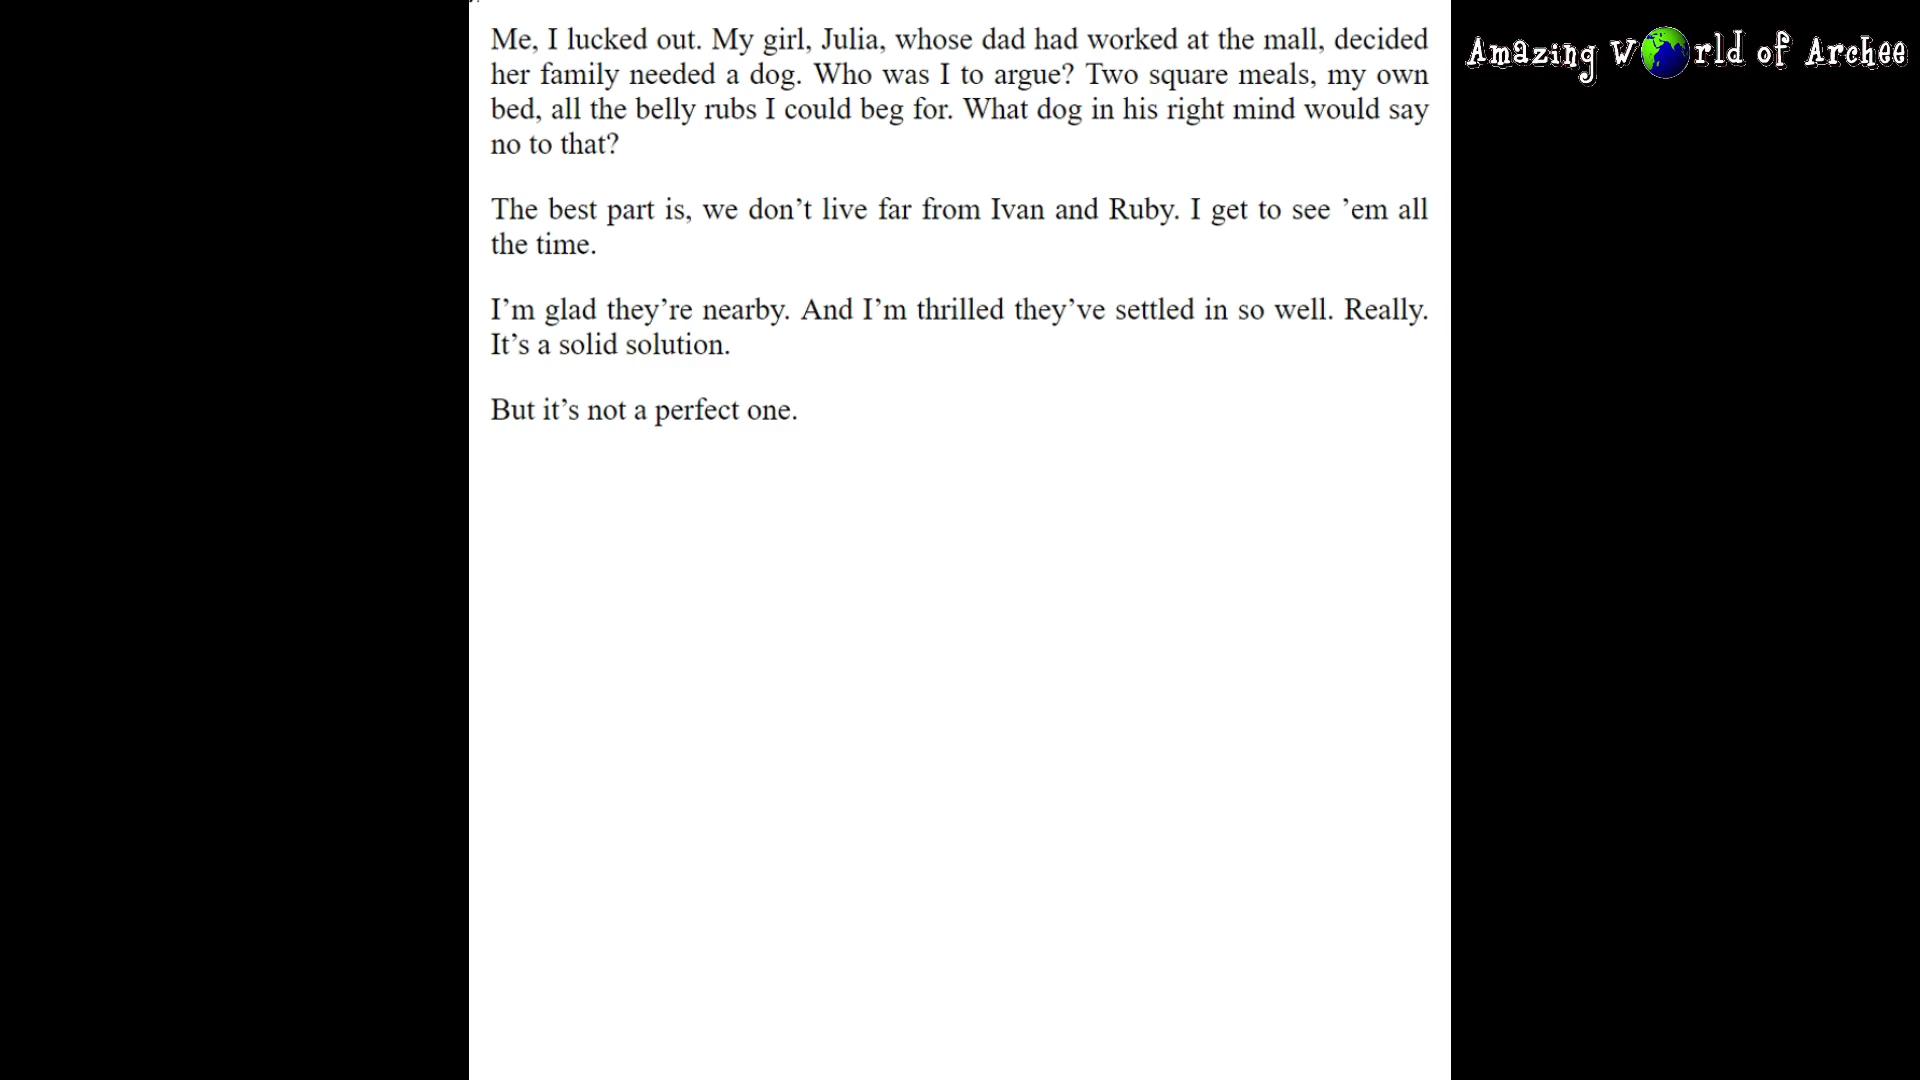 Me, I lucked out. My girl, Julia, whose dad had worked at the mall, decided
her family needed a dog. Who was I to argue? Two square meals, my own
bed, all the belly rubs I could beg for. What dog in his right mind would say
no to that?
The best part is, we don’t live far from Ivan and Ruby. I get to see ’em all
the time.
I’m glad they’re nearby. And I’m thrilled they’ve settled in so well. Really.
It’s a solid solution.
But it’s not a perfect one.
Amazing World of Archee